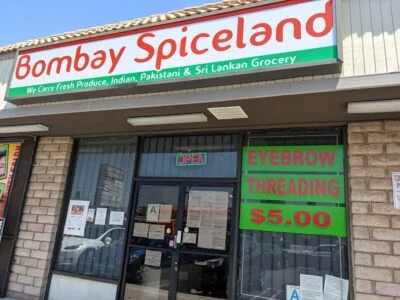 Bombay Spiceland
We Carry Fresh Produce, Indian, Pakistani & Sri Lankan Grocery
OPEN
EYEBROW
THREADING
$5.00
A
A